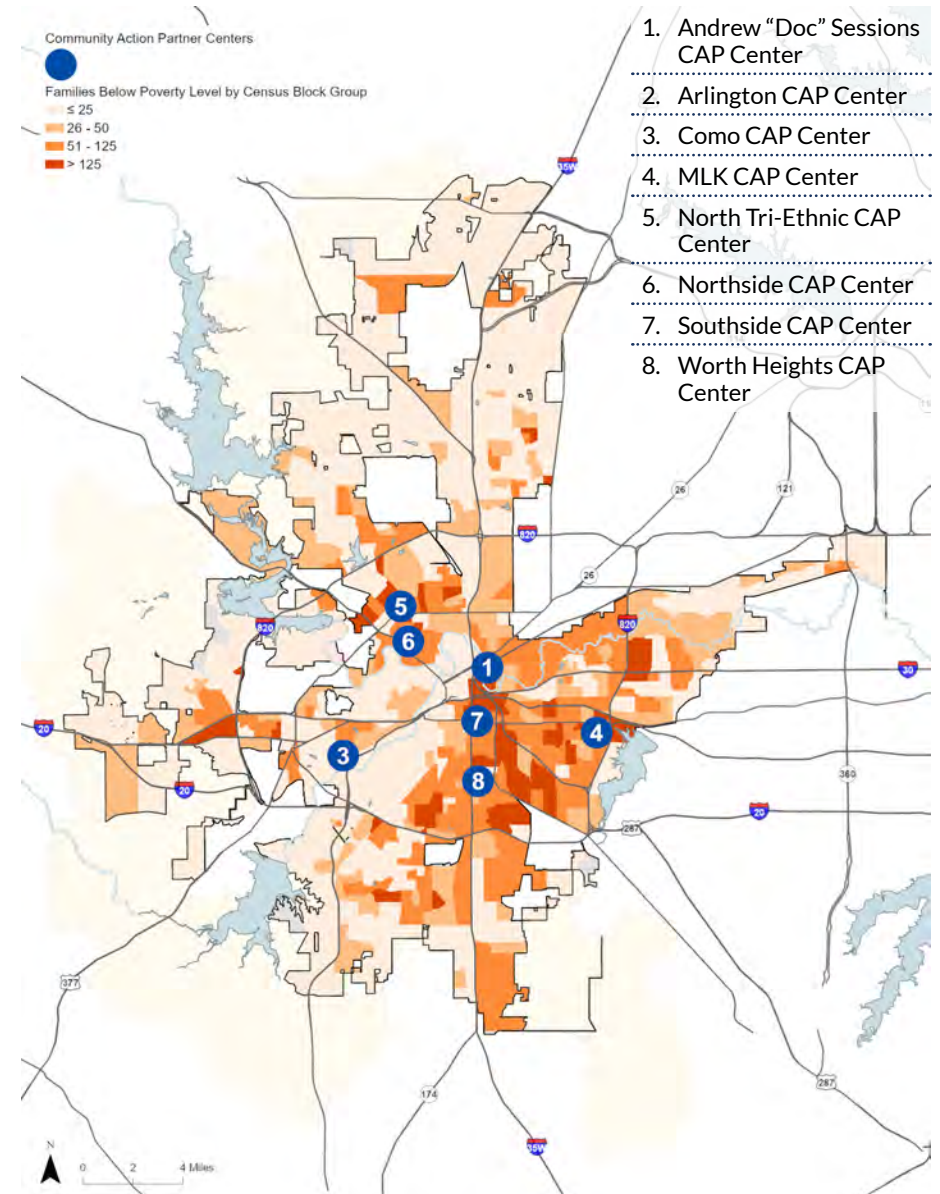 Community Action Partner Centers
Families Below Poverty Level by Census Block Group
≤ 25
26 - 50
51 - 125
> 125
1. Andrew “Doc” Sessions
CAP Center
2. Arlington CAP Center
3. Como CAP Center
4. MLK CAP Center
5. North Tri-Ethnic CAP
Center
6. Northside CAP Center
7. Southside CAP Center
8. Worth Heights CAP
Center
35W
26
121
820
26
5
820
820
6
1
30
7
20
4
3
360
8
20
20
287
377
287
174
35W
N
0 2 4 Miles